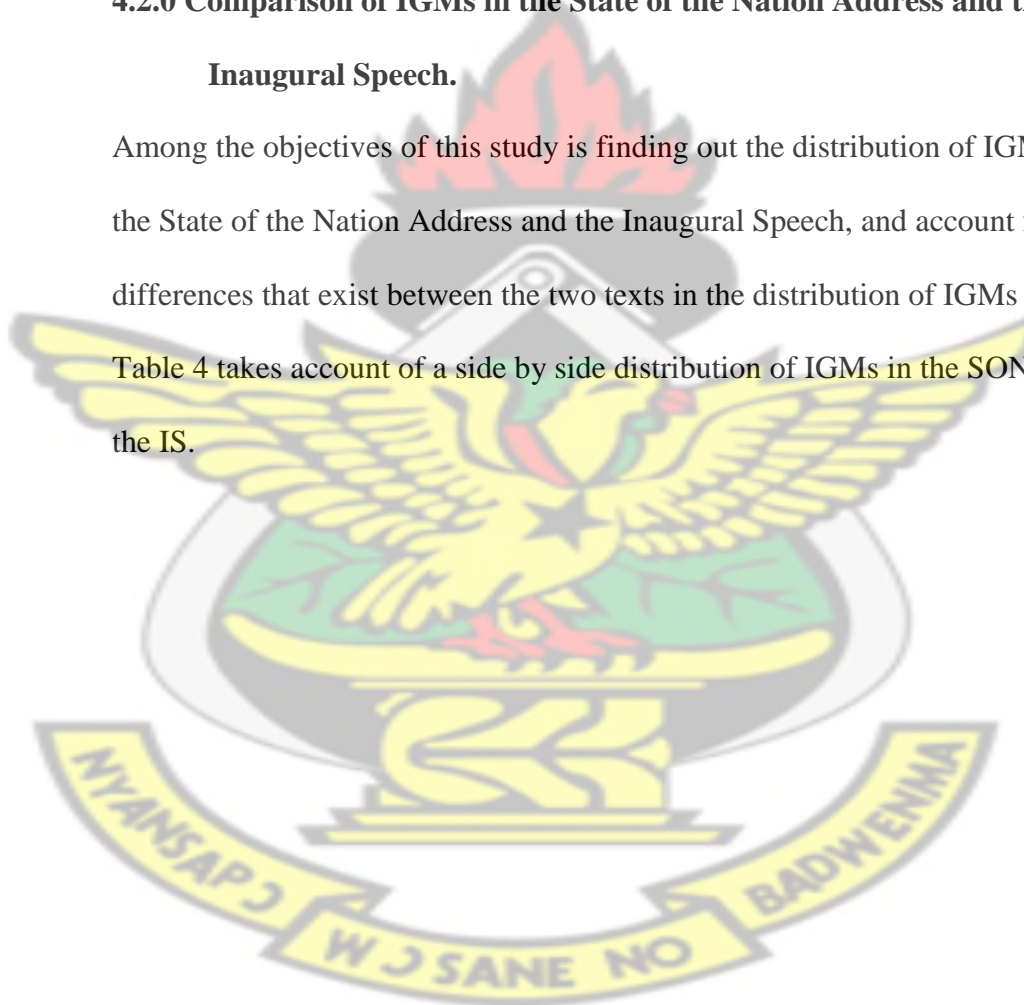 4.2.0 Comparison of IGMs in the State of the Nation Address and t
Inaugural Speech.
Among the objectives of this study is finding out the distribution of IG
the State of the Nation Address and the Inaugural Speech, and account
differences that exist between the two texts in the distribution of IGMs
Table 4 takes account of a side by side distribution of IGMs in the SON
the IS.
NYANSAPƆ
WƆSANE NO
BADWENMA